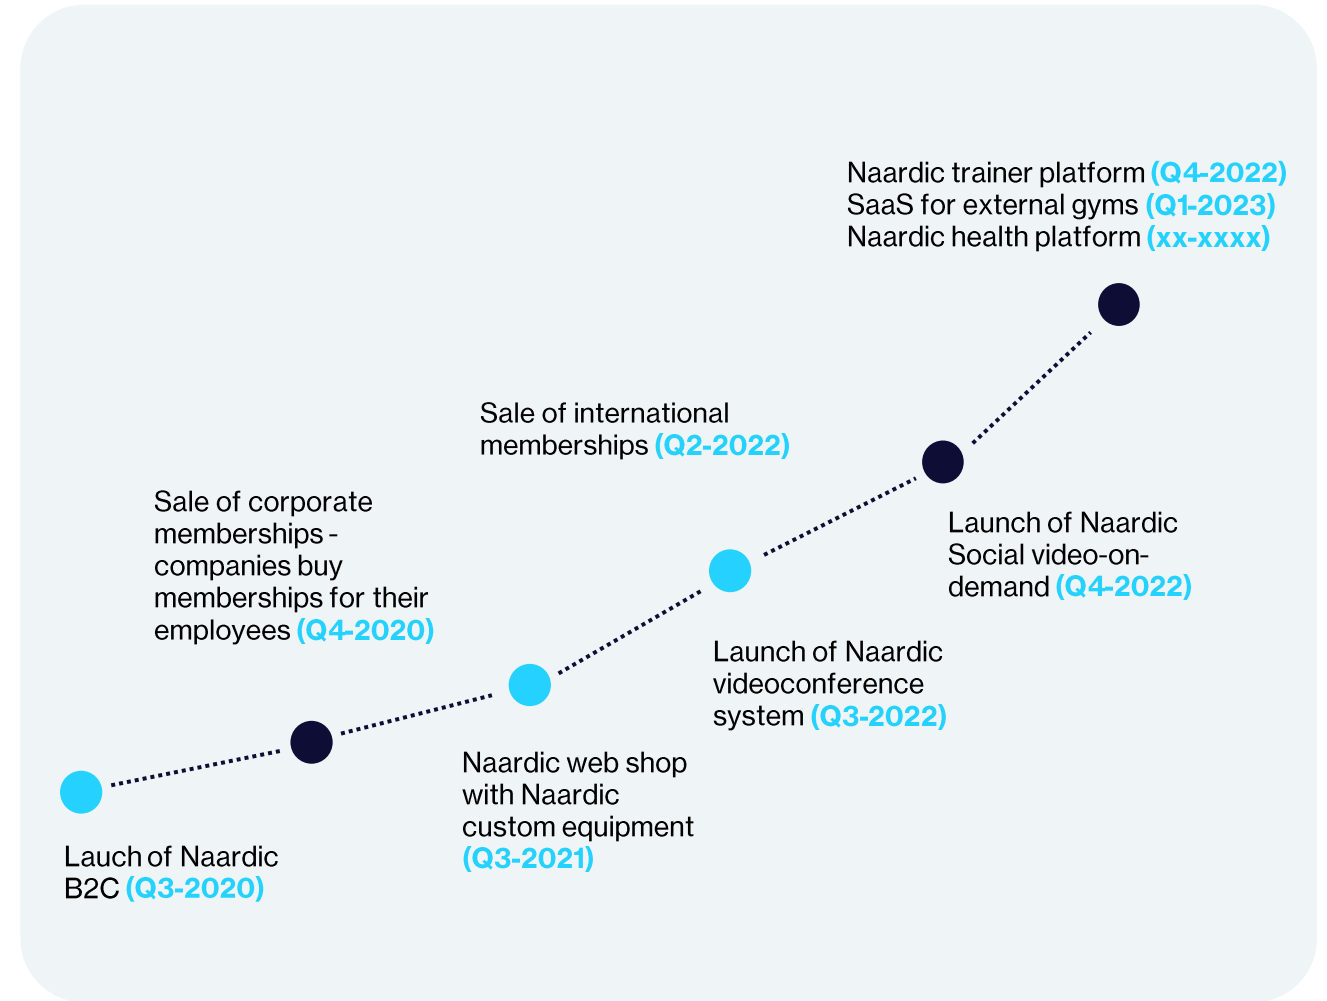 Naardic trainer platform (Q4-2022)
SaaS for external gyms (Q1-2023)
Naardic health platform (xx-xxxx)
Sale of international
memberships (Q2-2022)
Sale of corporate
memberships -
companies buy
memberships for their
employees (Q4-2020)
Launch of Naardic
Social video-on-
demand (Q4-2022)
Launch of Naardic
videoconference
system (Q3-2022)
Naardic web shop
with Naardic
custom equipment
(Q3-2021)
Lauch of Naardic
B2C (Q3-2020)